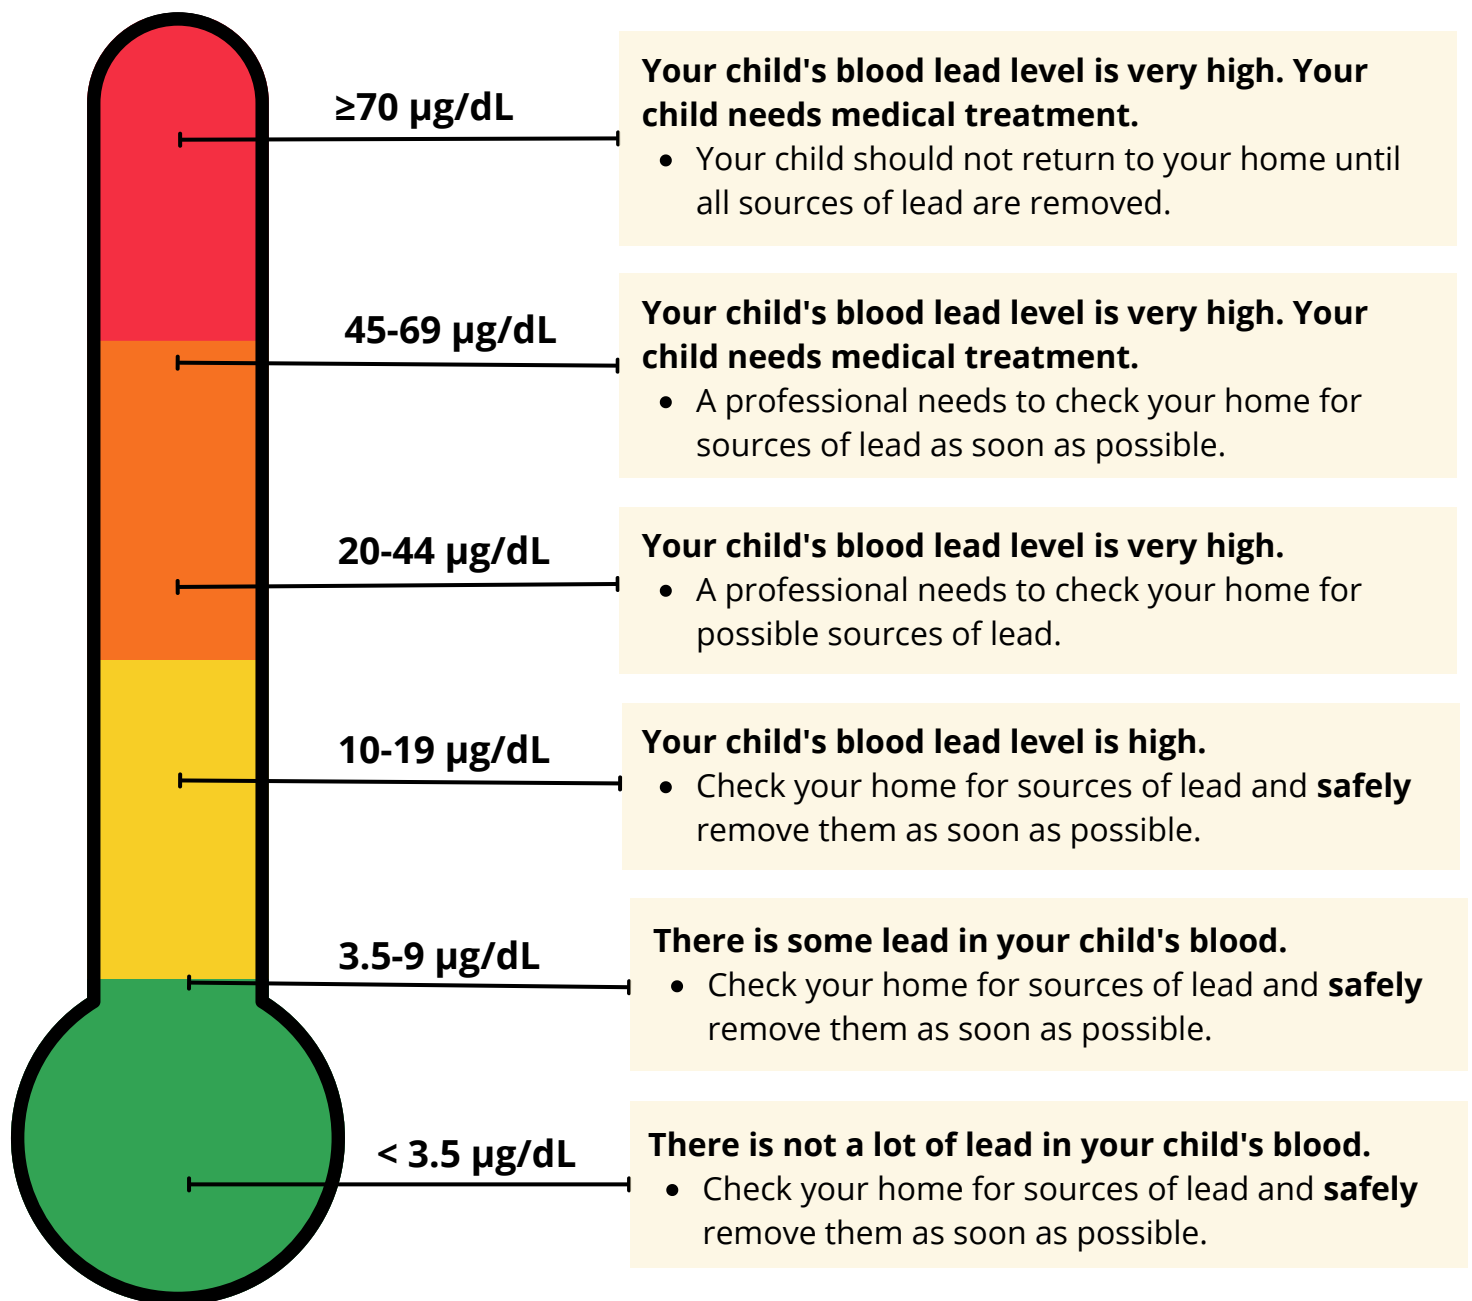 ≥70 µg/dL
Your child's blood lead level is very high. Your
child needs medical treatment.
• Your child should not return to your home until
all sources of lead are removed.
45-69 µg/dL
Your child's blood lead level is very high. Your
child needs medical treatment.
• A professional needs to check your home for
sources of lead as soon as possible.
20-44 µg/dL
Your child's blood lead level is very high.
• A professional needs to check your home for
possible sources of lead.
10-19 µg/dL
Your child's blood lead level is high.
• Check your home for sources of lead and safely
remove them as soon as possible.
3.5-9 µg/dL
There is some lead in your child's blood.
• Check your home for sources of lead and safely
remove them as soon as possible.
< 3.5 µg/dL
There is not a lot of lead in your child's blood.
• Check your home for sources of lead and safely
remove them as soon as possible.